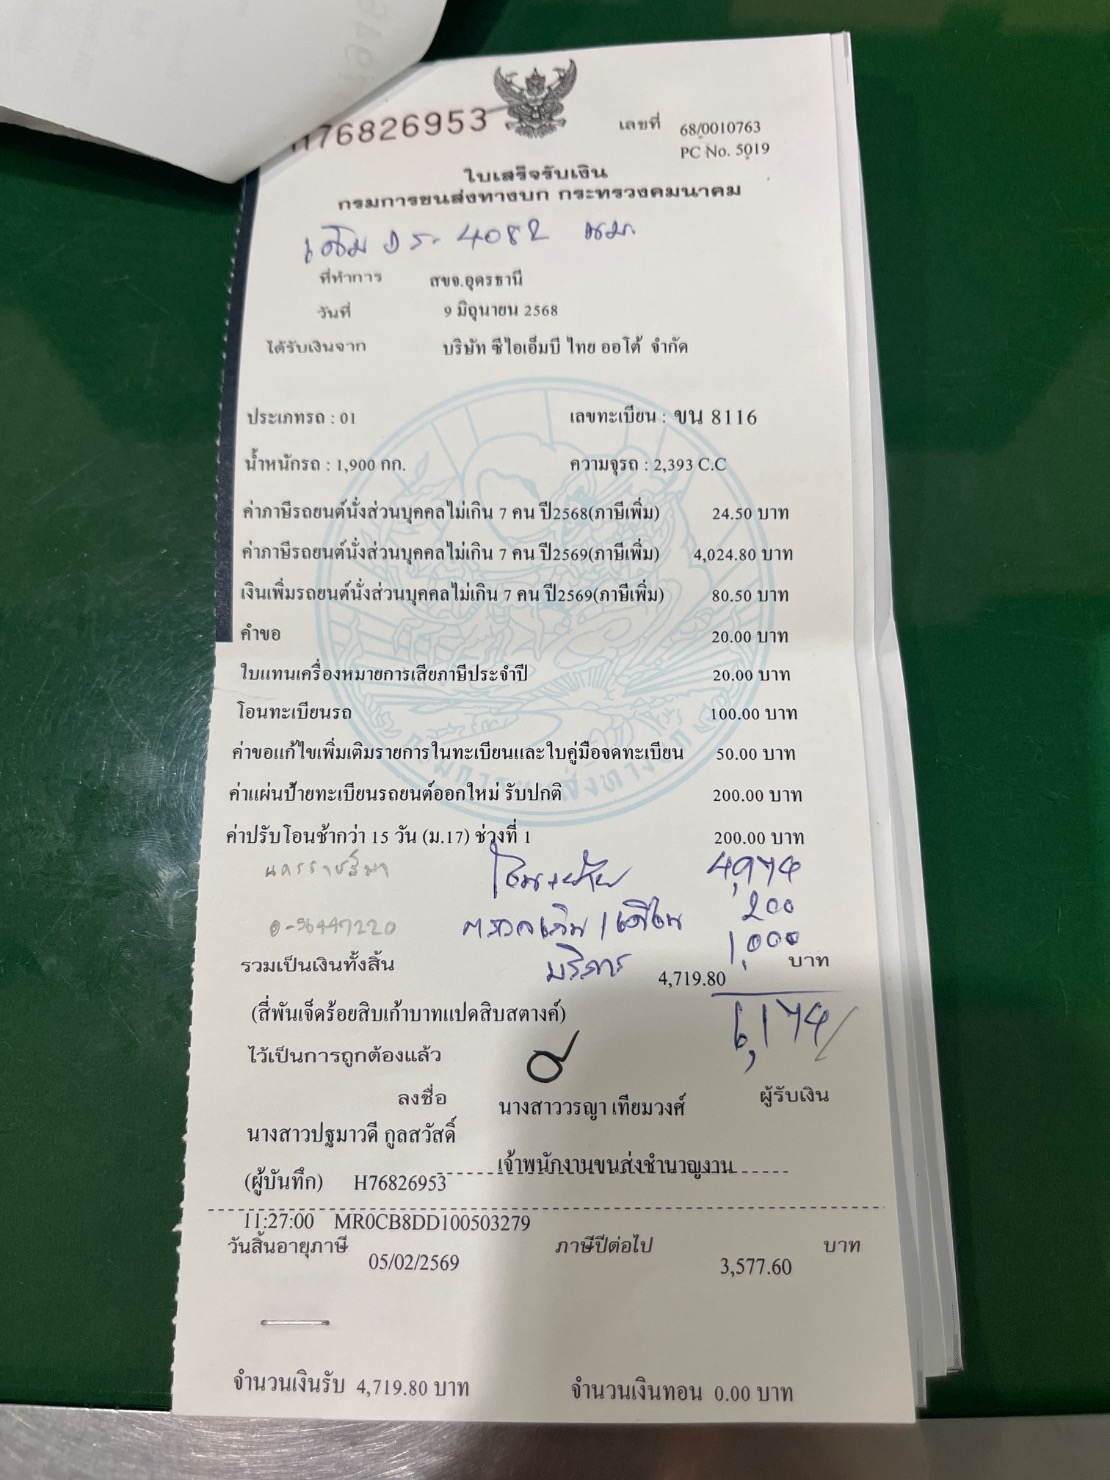 H76826953
เลขที่ 68/0010763
PC No. 5019
ใบเสร็จรับเงิน
กรมการขนส่งทางบก กระทรวงคมนาคม
เดิม 4082
ที่ทำการ สขจ.อุดรธานี
วันที่ 9 มิถุนายน 2568
ได้รับเงินจาก บริษัท ซีไอเอ็มบี ไทย ออโต้ จำกัด
ประเภทรถ : 01 เลขทะเบียน : ขน 8116
น้ำหนักรถ : 1,900 กก. ความจุรถ : 2,393 C.C
ค่าภาษีรถยนต์นั่งส่วนบุคคลไม่เกิน 7 คน ปี2568(ภาษีเพิ่ม) 24.50 บาท
ค่าภาษีรถยนต์นั่งส่วนบุคคลไม่เกิน 7 คน ปี2569(ภาษีเพิ่ม) 4,024.80 บาท
เงินเพิ่มรถยนต์นั่งส่วนบุคคลไม่เกิน 7 คน ปี2569(ภาษีเพิ่ม) 80.50 บาท
คำขอ 20.00 บาท
ใบแทนเครื่องหมายการเสียภาษีประจำปี 20.00 บาท
โอนทะเบียนรถ 100.00 บาท
ค่าขอแก้ไขเพิ่มเติมรายการในทะเบียนและใบคู่มือจดทะเบียน 50.00 บาท
ค่าแผ่นป้ายทะเบียนรถยนต์ออกใหม่ รับปกติ 200.00 บาท
ค่าปรับโอนช้ากว่า 15 วัน (ม.17) ช่วงที่ 1 200.00 บาท
นครราชสีมา โอน+ย้าย 4,974
0-36447220 200
บริการ 1,000
รวมเป็นเงินทั้งสิ้น 4,719.80 บาท
(สี่พันเจ็ดร้อยสิบเก้าบาทแปดสิบสตางค์) 6,174
ไว้เป็นการถูกต้องแล้ว
ลงชื่อ นางสาววรญา เทียมวงศ์ ผู้รับเงิน
นางสาวปฐมาวดี กูลสวัสดิ์
เจ้าพนักงานขนส่งชำนาญงาน
(ผู้บันทึก) H76826953
11:27:00 MR0CB8DD100503279
วันสิ้นอายุภาษี 05/02/2569 ภาษีปีต่อไป 3,577.60 บาท
จำนวนเงินรับ 4,719.80 บาท จำนวนเงินทอน 0.00 บาท